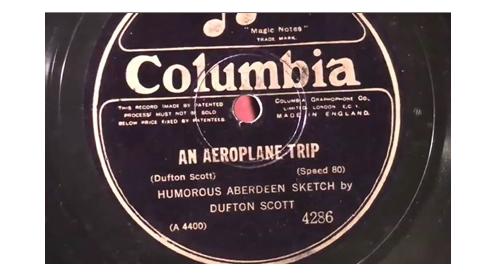 "Magic Notes"
TRADE MARK.
Columbia
THIS RECORD (MADE BY PATENTED
PROCESS) MUST NOT BE SOLD
BELOW PRICE FIXED BY PATENTEES.
COLUMBIA GRAPHOPHONE CO.,
LIMITED. LONDON E.C.1.
MADE IN ENGLAND.
AN AEROPLANE TRIP
(Dufton Scott)
(Speed 80)
HUMOROUS ABERDEEN SKETCH by
DUFTON SCOTT
(A 4400)
4286